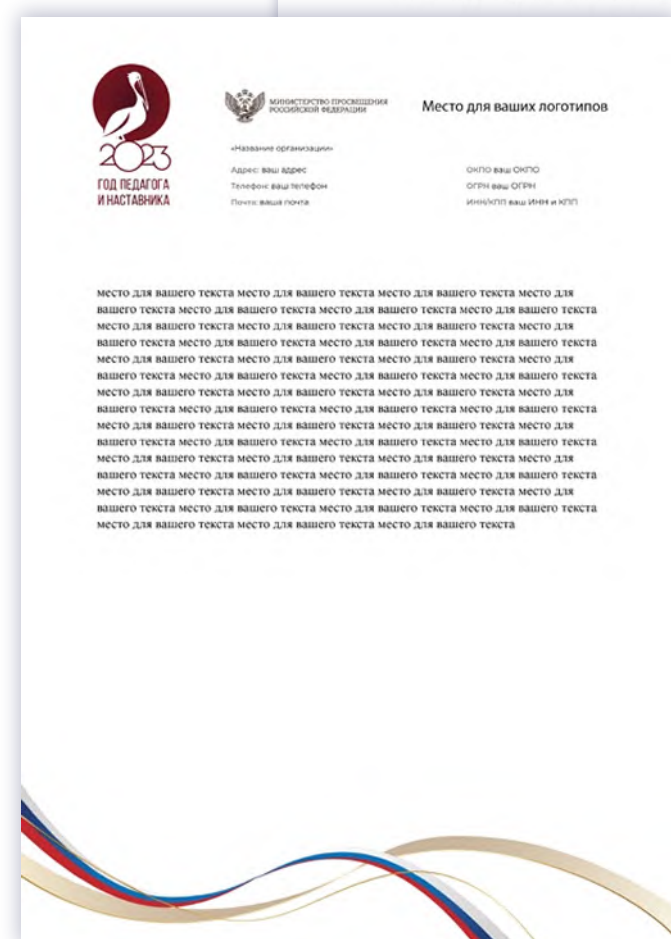 2023
ГОД ПЕДАГОГА
И НАСТАВНИКА
МИНИСТЕРСТВО ПРОСВЕЩЕНИЯ
РОССИЙСКОЙ ФЕДЕРАЦИИ
Место для ваших логотипов
«Название организации»
Адрес: ваш адрес
Телефон: ваш телефон
Почта: ваша почта
ОКПО ваш ОКПО
ОГРН ваш ОГРН
ИНН/КПП ваш ИНН и КПП
место для вашего текста место для вашего текста место для вашего текста место для
вашего текста место для вашего текста место для вашего текста место для вашего текста
место для вашего текста место для вашего текста место для вашего текста место для
вашего текста место для вашего текста место для вашего текста место для вашего текста
место для вашего текста место для вашего текста место для вашего текста место для
вашего текста место для вашего текста место для вашего текста место для вашего текста
место для вашего текста место для вашего текста место для вашего текста место для
вашего текста место для вашего текста место для вашего текста место для вашего текста
место для вашего текста место для вашего текста место для вашего текста место для
вашего текста место для вашего текста место для вашего текста место для вашего текста
место для вашего текста место для вашего текста место для вашего текста место для
вашего текста место для вашего текста место для вашего текста место для вашего текста
место для вашего текста место для вашего текста место для вашего текста место для
вашего текста место для вашего текста место для вашего текста место для вашего текста
место для вашего текста место для вашего текста место для вашего текста